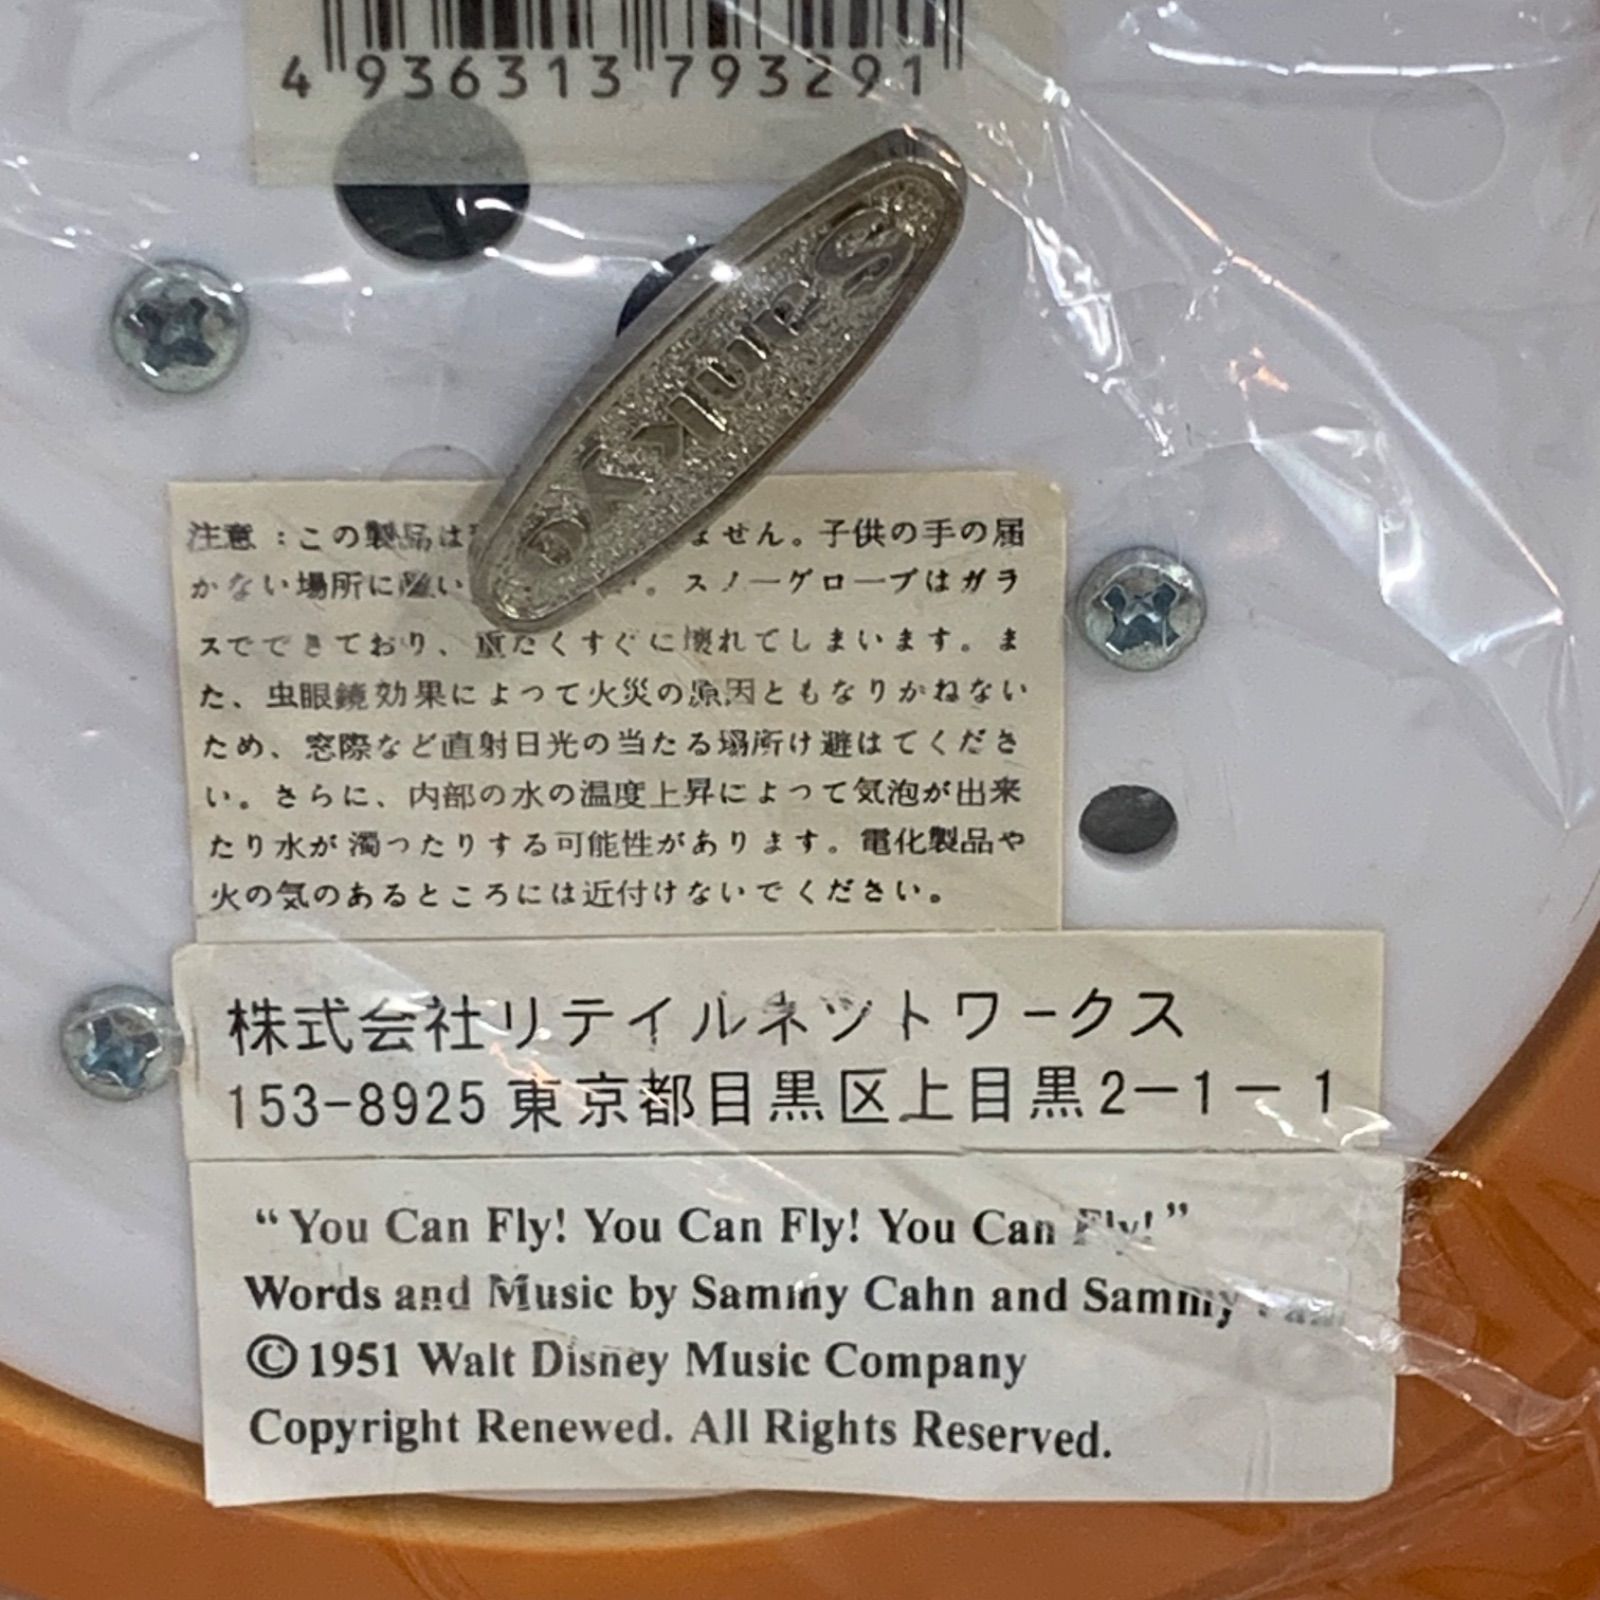 4 936313 793291
Sankyo
注意：この製品は ません。子供の手の届
かない場所に 。スノーグローブはガラ
スでできており、重たくすぐに壊れてしまいます。ま
た、虫眼鏡効果によって火災の原因ともなりかねない
ため、窓際など直射日光の当たる場所は避けてくださ
い。さらに、内部の水の温度上昇によって気泡が出来
たり水が濁ったりする可能性があります。電化製品や
火の気のあるところには近付けないでください。
株式会社リテイルネットワークス
153-8925 東京都目黒区上目黒2-1-1
“You Can Fly! You Can Fly! You Can Fly!”
Words and Music by Sammy Cahn and Sammy
©1951 Walt Disney Music Company
Copyright Renewed. All Rights Reserved.